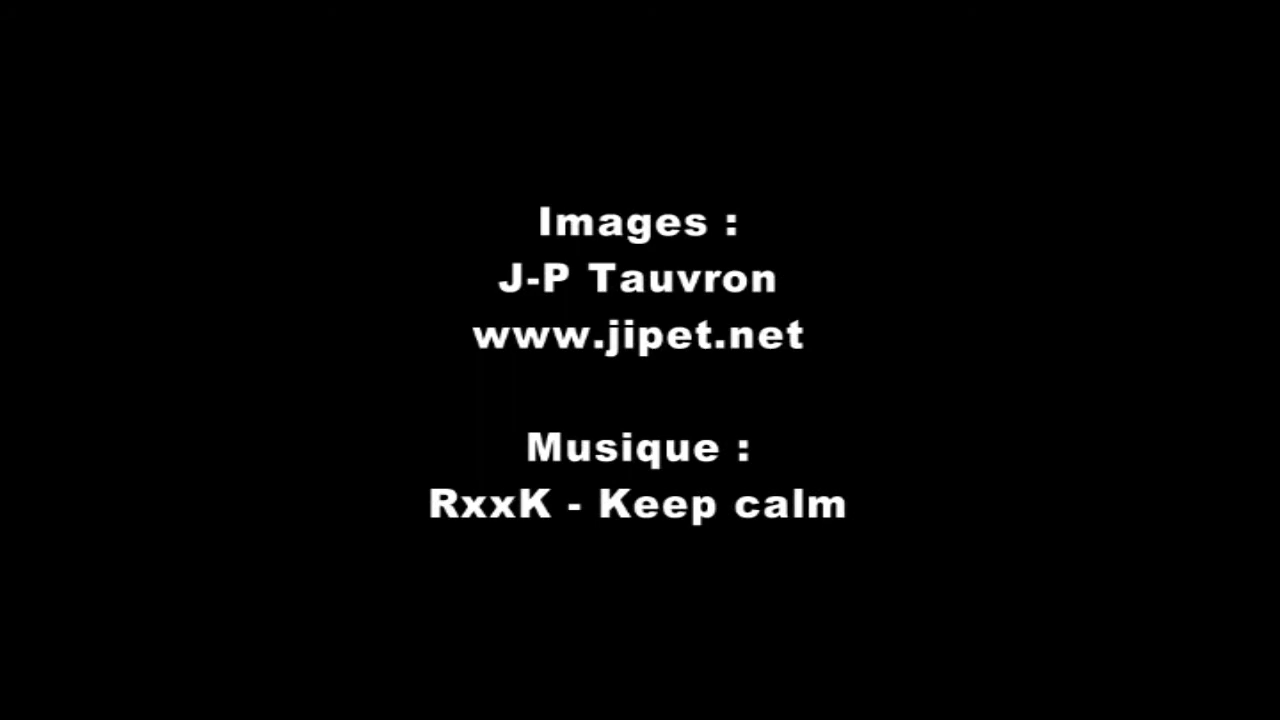 Images :
J-P Tauvron
www.jipet.net
Musique :
RxxK - Keep calm